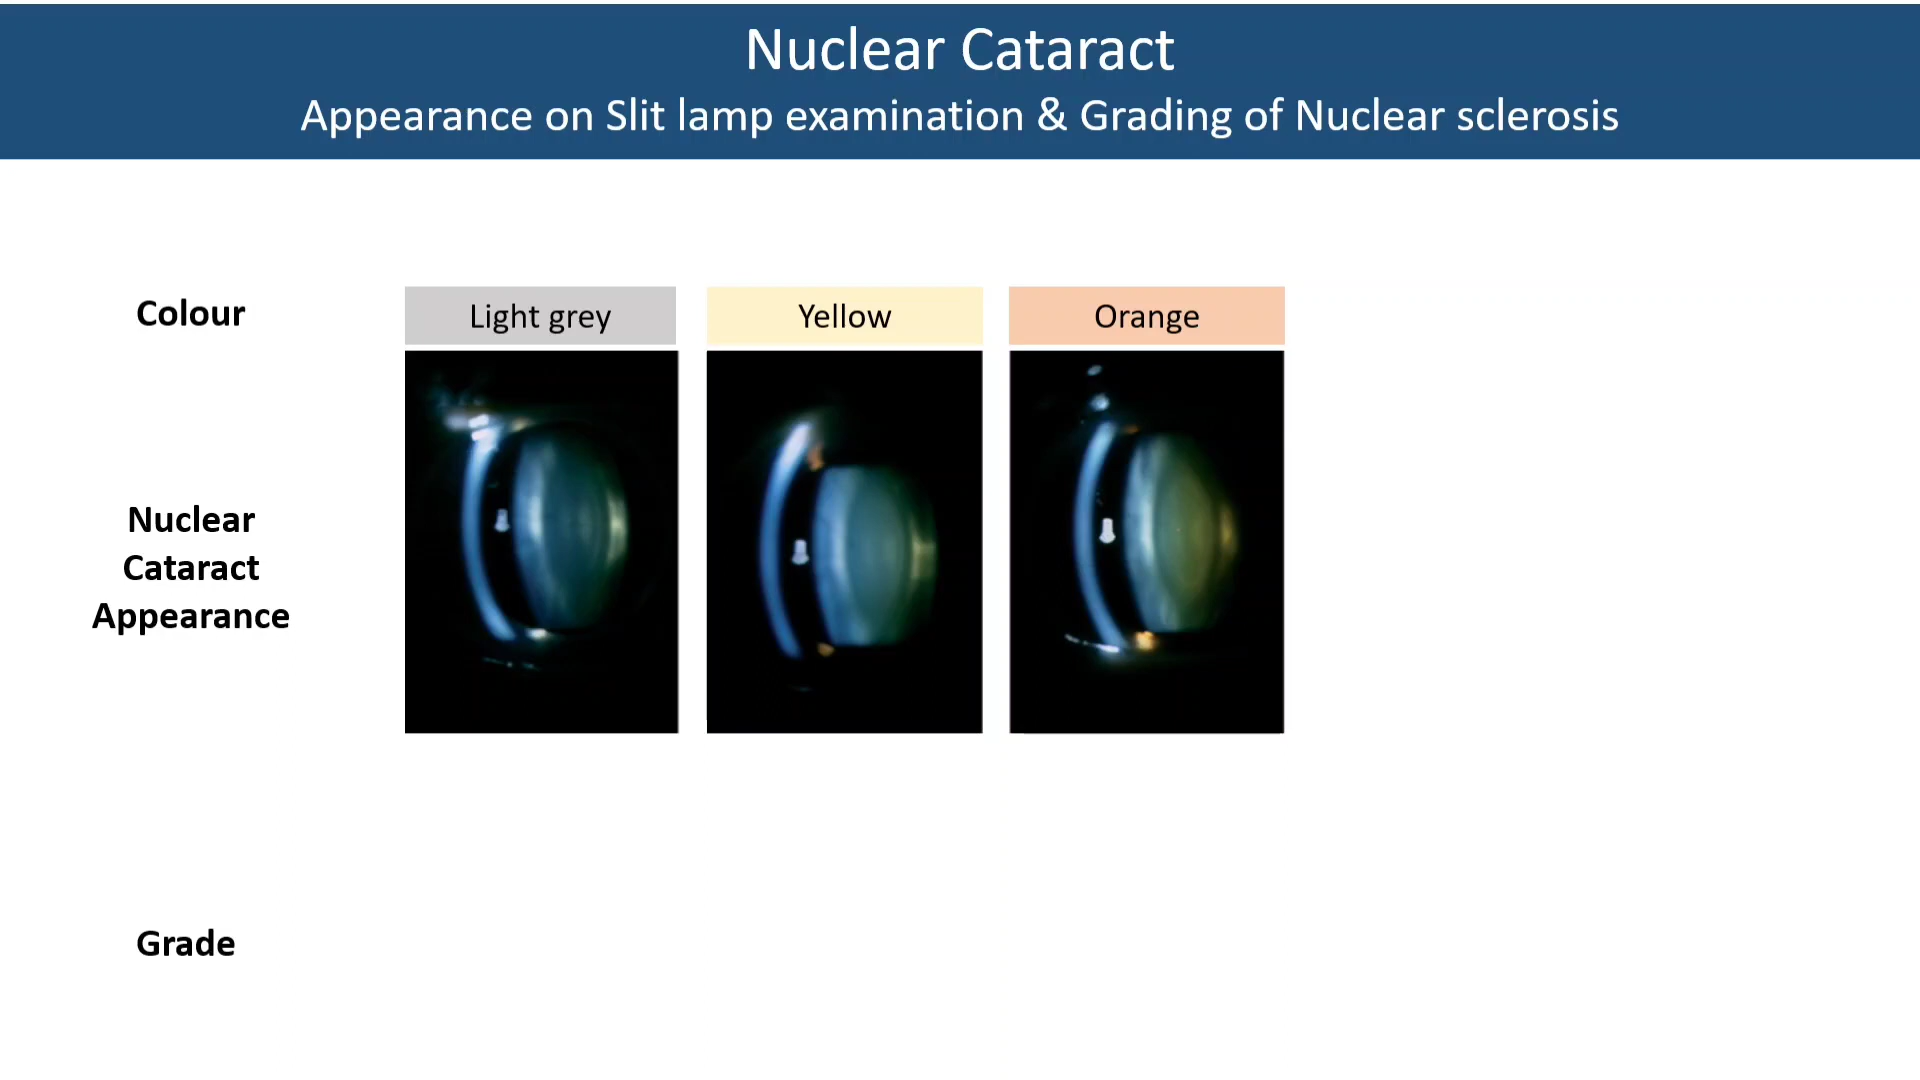 Nuclear Cataract
Appearance on Slit lamp examination & Grading of Nuclear sclerosis
Colour
Light grey
Yellow
Orange
Nuclear
Cataract
Appearance
Grade